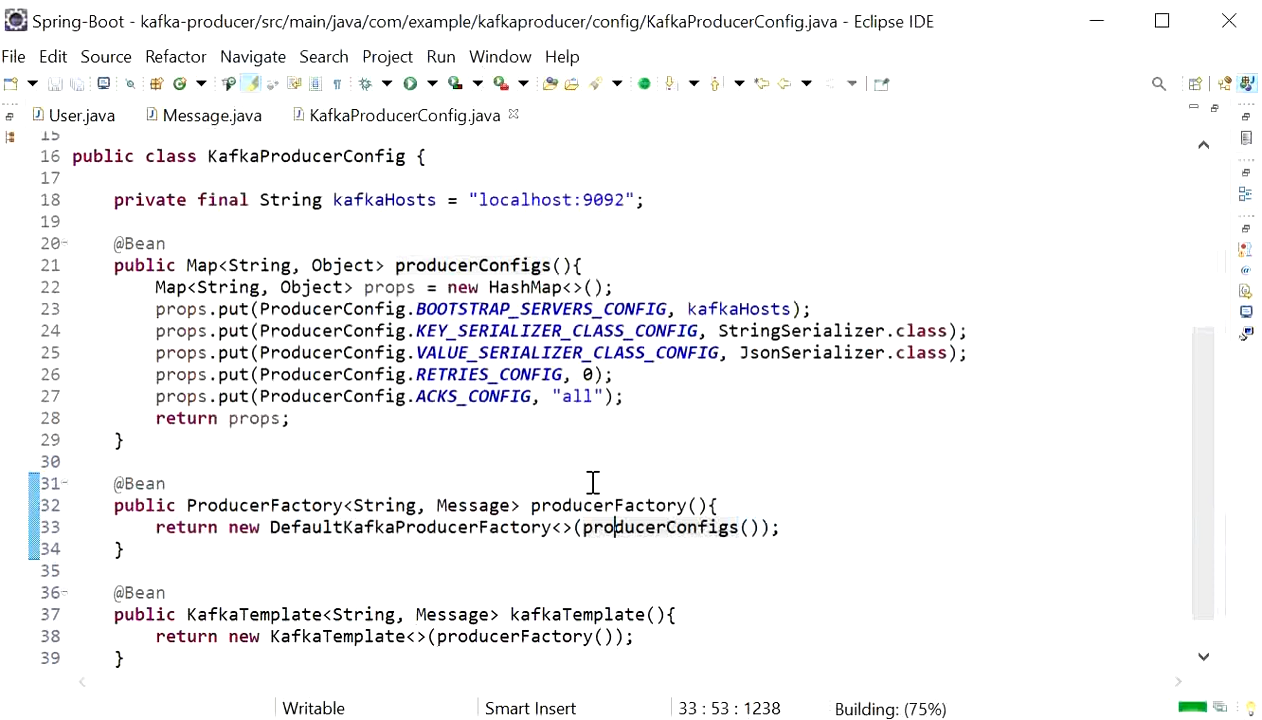 Spring-Boot - kafka-producer/src/main/java/com/example/kafkaproducer/config/KafkaProducerConfig.java - Eclipse IDE
File Edit Source Refactor Navigate Search Project Run Window Help
User.java Message.java KafkaProducerConfig.java
15
16 public class KafkaProducerConfig {
17
18 private final String kafkaHosts = "localhost:9092";
19
20 @Bean
21 public Map<String, Object> producerConfigs(){
22 Map<String, Object> props = new HashMap<>();
23 props.put(ProducerConfig.BOOTSTRAP_SERVERS_CONFIG, kafkaHosts);
24 props.put(ProducerConfig.KEY_SERIALIZER_CLASS_CONFIG, StringSerializer.class);
25 props.put(ProducerConfig.VALUE_SERIALIZER_CLASS_CONFIG, JsonSerializer.class);
26 props.put(ProducerConfig.RETRIES_CONFIG, 0);
27 props.put(ProducerConfig.ACKS_CONFIG, "all");
28 return props;
29 }
30
31 @Bean
32 public ProducerFactory<String, Message> producerFactory(){
33 return new DefaultKafkaProducerFactory<>(producerConfigs());
34 }
35
36 @Bean
37 public KafkaTemplate<String, Message> kafkaTemplate(){
38 return new KafkaTemplate<>(producerFactory());
39 }
Writable Smart Insert 33 : 53 : 1238 Building: (75%)